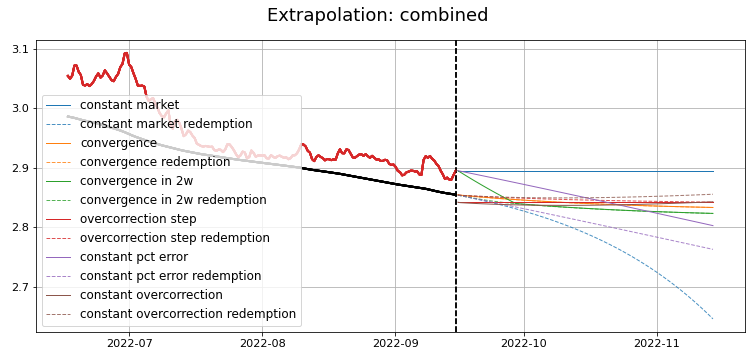 Extrapolation: combined
3.1
3.0
2.9
2.8
2.7
constant market
constant market redemption
convergence
convergence redemption
convergence in 2w
convergence in 2w redemption
overcorrection step
overcorrection step redemption
constant pct error
constant pct error redemption
constant overcorrection
constant overcorrection redemption
2022-07 2022-08 2022-09 2022-10 2022-11